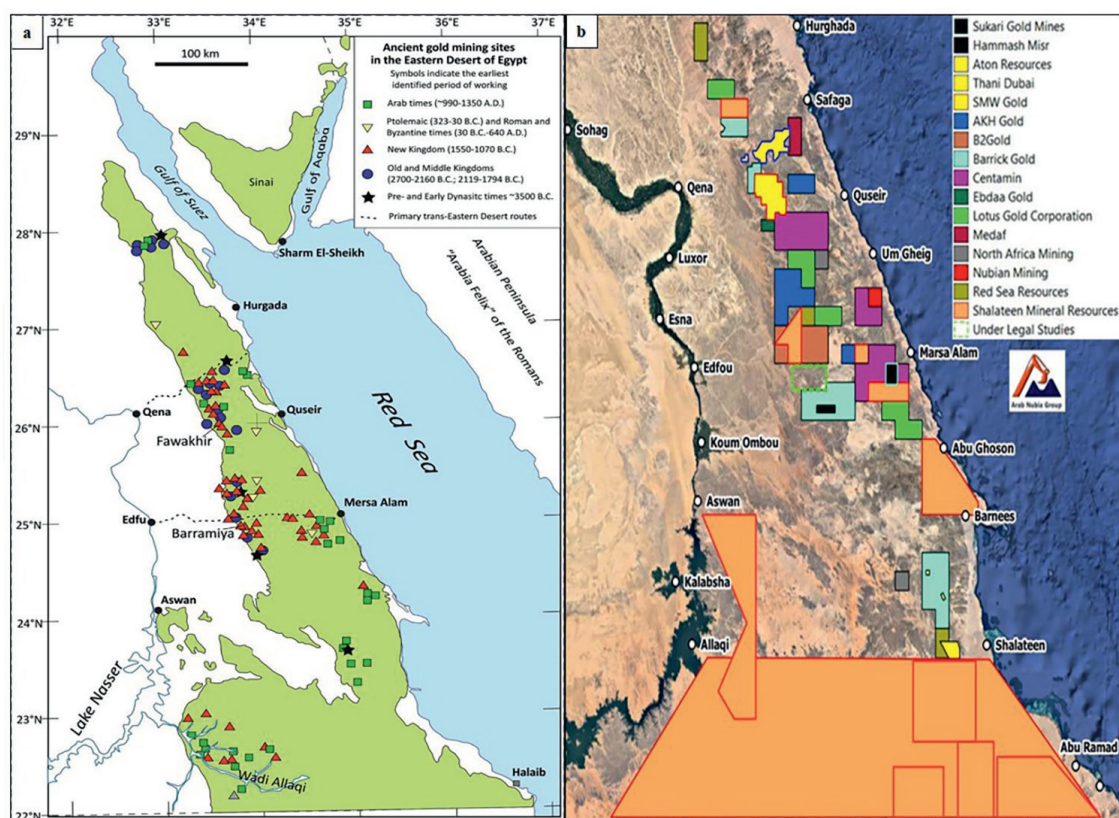 a
32°E
33°
34°
35°E
36°E
37°E
100 km
Ancient gold mining sites
in the Eastern Desert of Egypt
Symbols indicate the earliest
identified period of working
Arab times (~990-1350 A.D.)
Ptolemaic (323-30 B.C.) and Roman and
Byzantine times (30 B.C.-640 A.D.)
New Kingdom (1550-1070 B.C.)
Old and Middle Kingdoms
(2700-2160 B.C.; 2119-1794 B.C.)
Pre- and Early Dynasitc times ~3500 B.C.
Primary trans-Eastern Desert routes
29°N
28°N
27°N
26°N
25°N
24°N
23°N
22°N
Sinai
Gulf of Suez
Gulf of Aqaba
Sharm El-Sheikh
Arabian Peninsula
"Arabia Felix" of the Romans
Hurgada
Qena
Quseir
Fawakhir
Red Sea
Mersa Alam
Edfu
Barramiya
Aswan
Lake Nasser
Wadi Allaqi
Halaib
b
Hurghada
Safaga
Sohag
Qena
Quseir
Luxor
Um Gheig
Esna
Edfou
Marsa Alam
Koum Ombou
Abu Ghoson
Aswan
Barnees
Kalabsha
Allaqi
Shalateen
Abu Ramad
Sukari Gold Mines
Hammash Misr
Aton Resources
Thani Dubai
SMW Gold
AKH Gold
B2Gold
Barrick Gold
Centamin
Ebdaa Gold
Lotus Gold Corporation
Medaf
North Africa Mining
Nubian Mining
Red Sea Resources
Shalateen Mineral Resources
Under Legal Studies
Arab Nubia Group